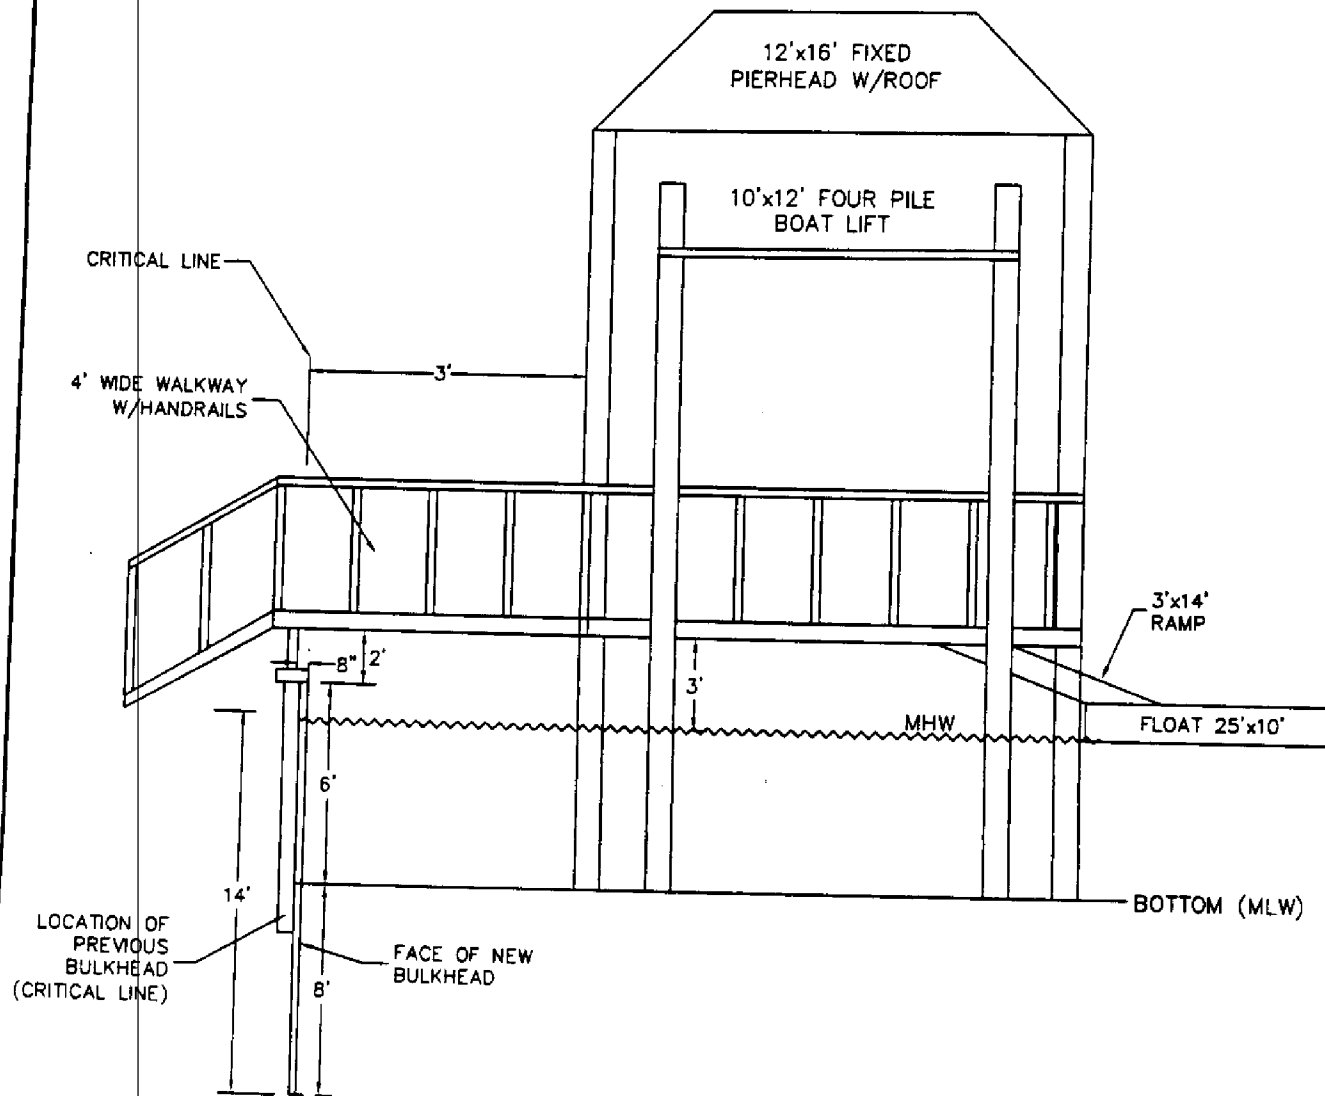 12'x16' FIXED
PIERHEAD W/ROOF
10'x12' FOUR PILE
BOAT LIFT
CRITICAL LINE
3'
4' WIDE WALKWAY
W/HANDRAILS
3'x14'
RAMP
8"
2'
3'
MHW
FLOAT 25'x10'
6'
14'
BOTTOM (MLW)
LOCATION OF
PREVIOUS
BULKHEAD
(CRITICAL LINE)
FACE OF NEW
BULKHEAD
8'